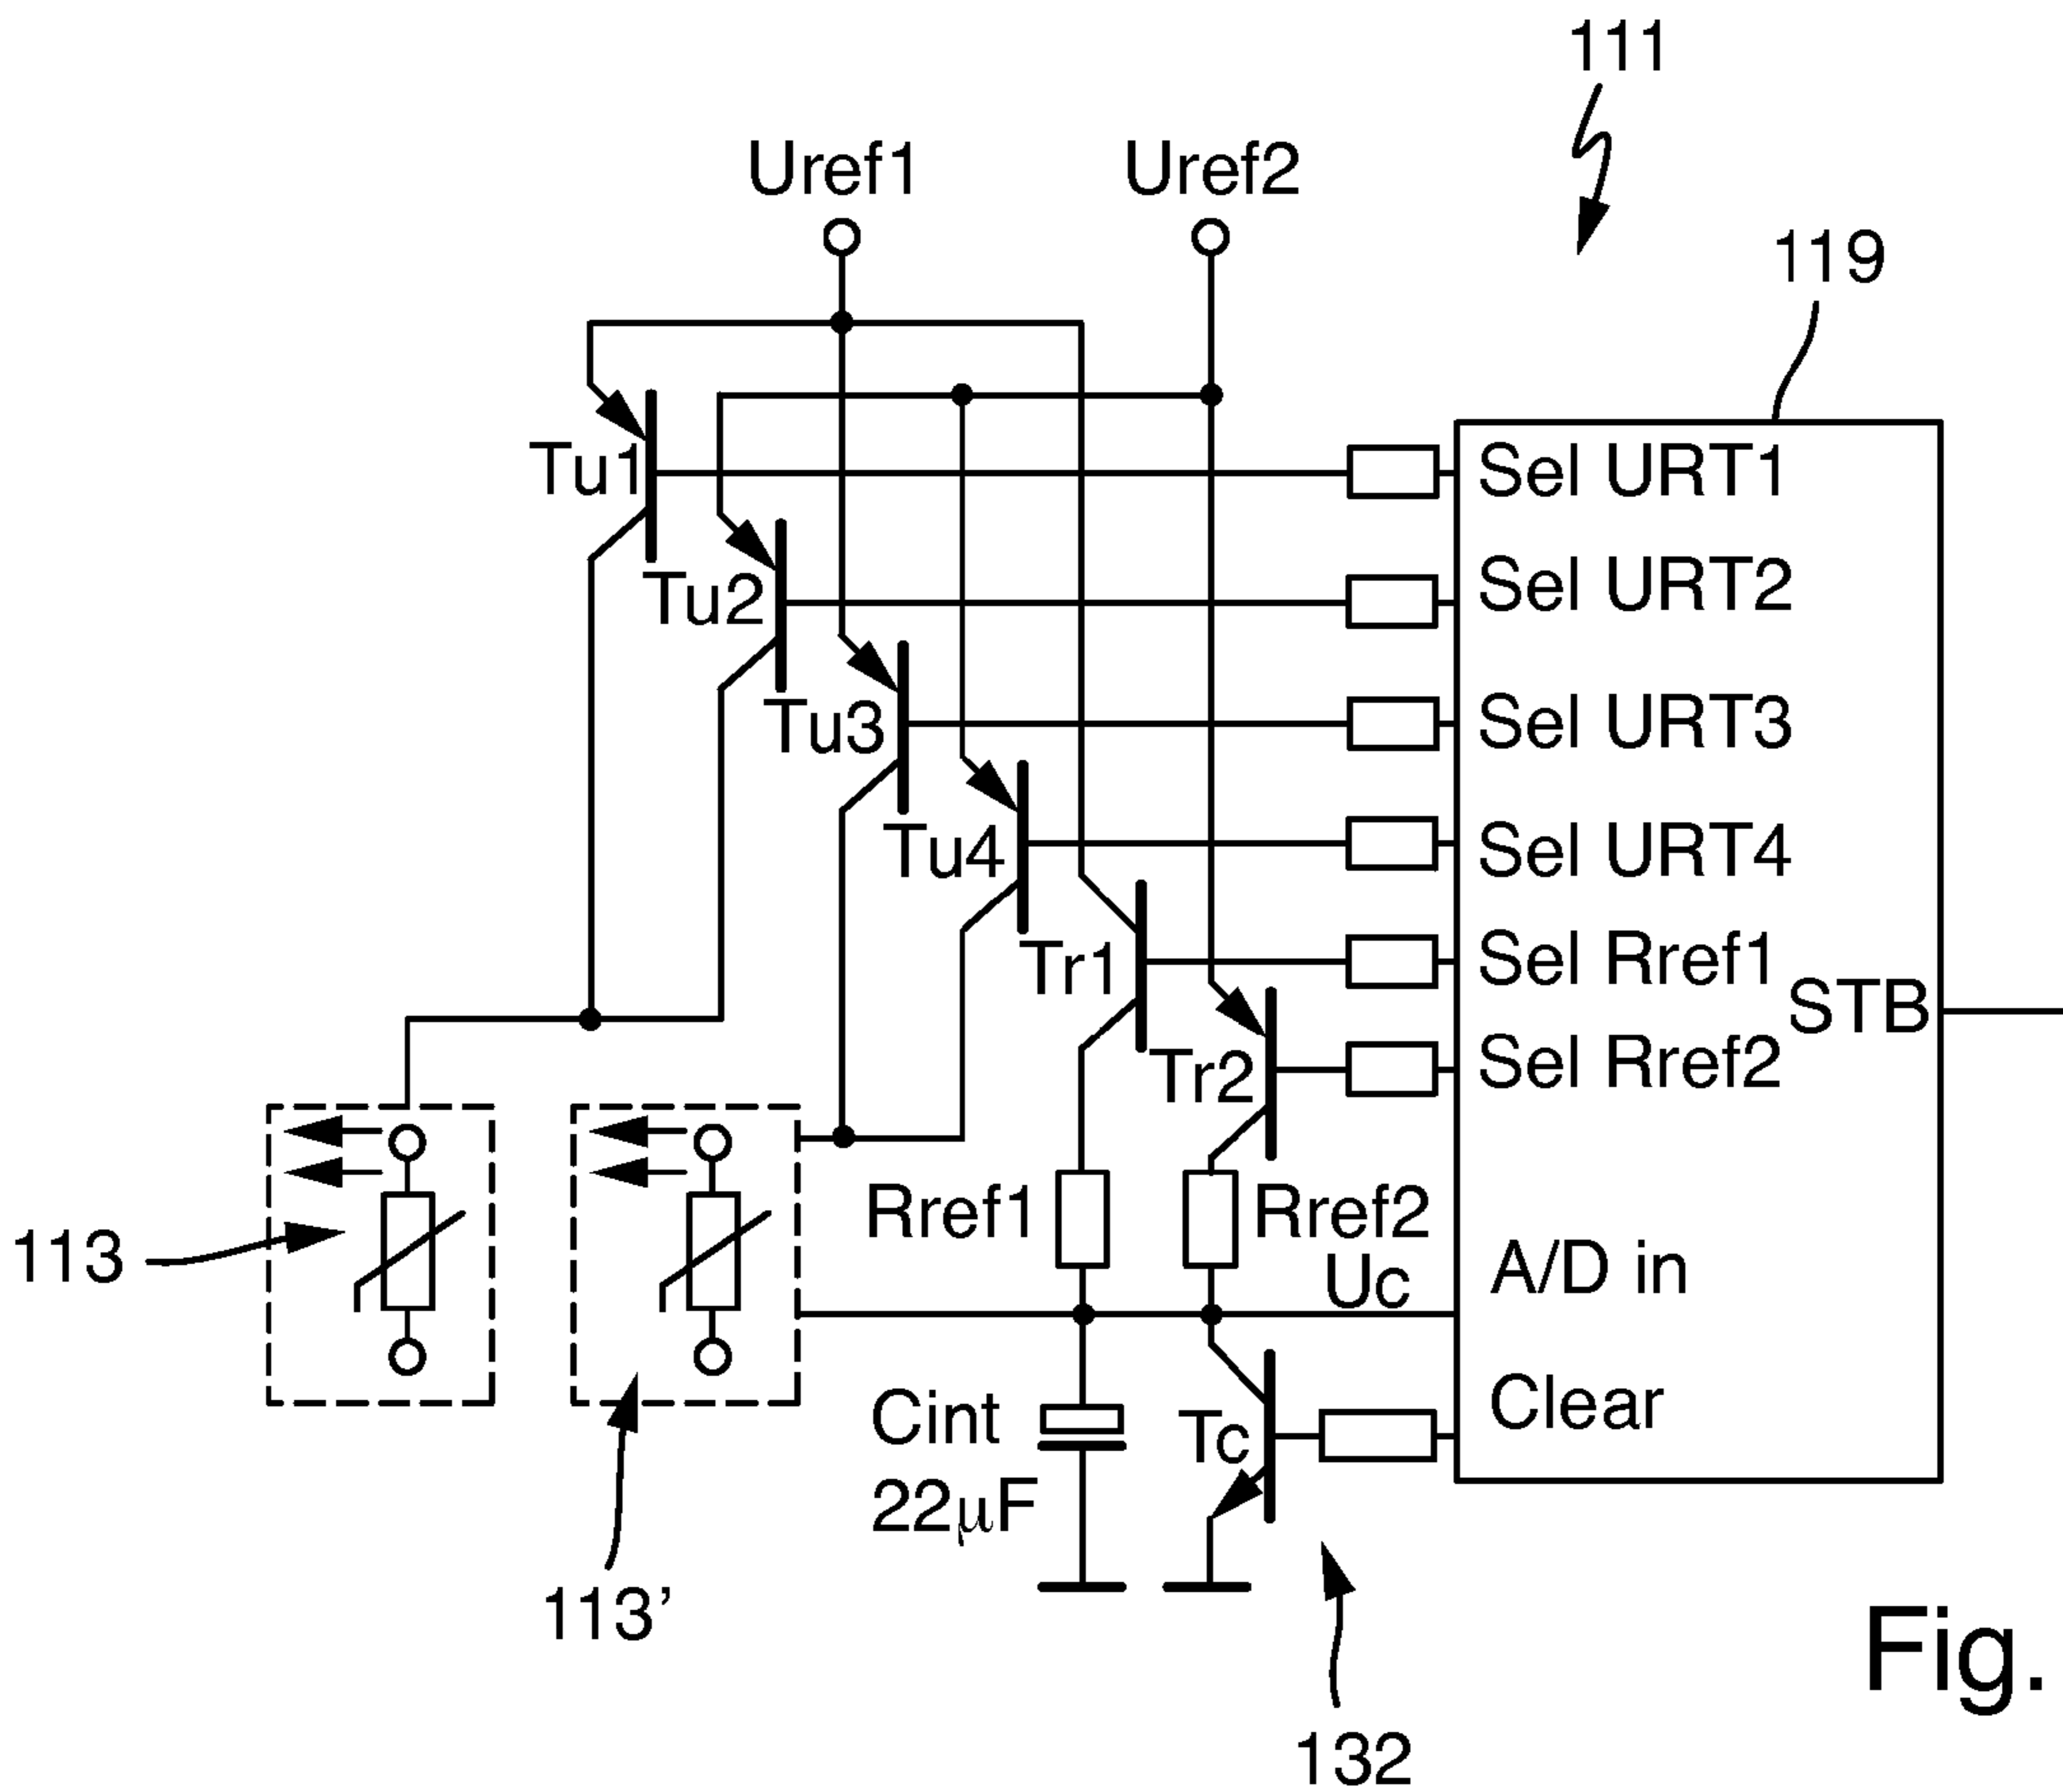 111
Uref1
Uref2
119
Tu1
Sel URT1
Tu2
Sel URT2
Tu3
Sel URT3
Tu4
Sel URT4
Tr1
Sel Rref1
STB
Tr2
Sel Rref2
Rref1
Rref2
113
Uc
A/D in
Cint
22µF
Tc
Clear
113’
132
Fig.